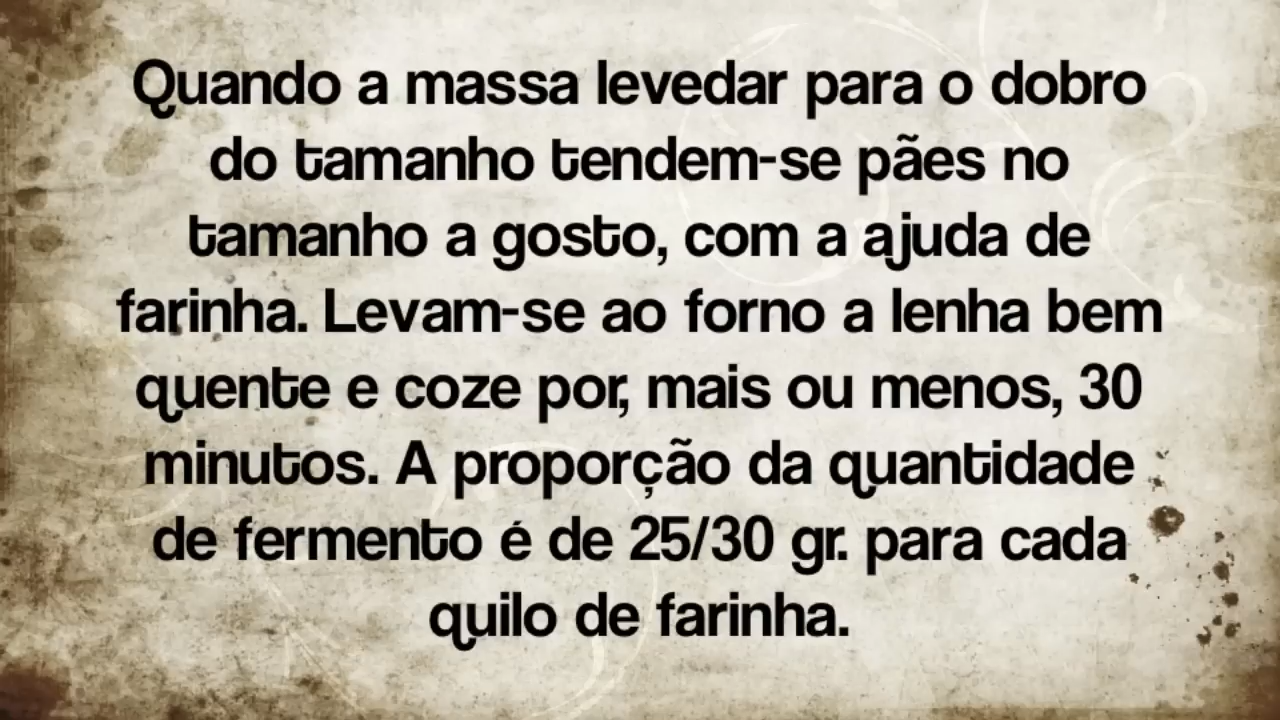 Quando a massa levedar para o dobro
do tamanho tendem-se pães no
tamanho a gosto, com a ajuda de
farinha. Levam-se ao forno a lenha bem
quente e coze por, mais ou menos, 30
minutos. A proporção da quantidade
de fermento é de 25/30 gr. para cada
quilo de farinha.